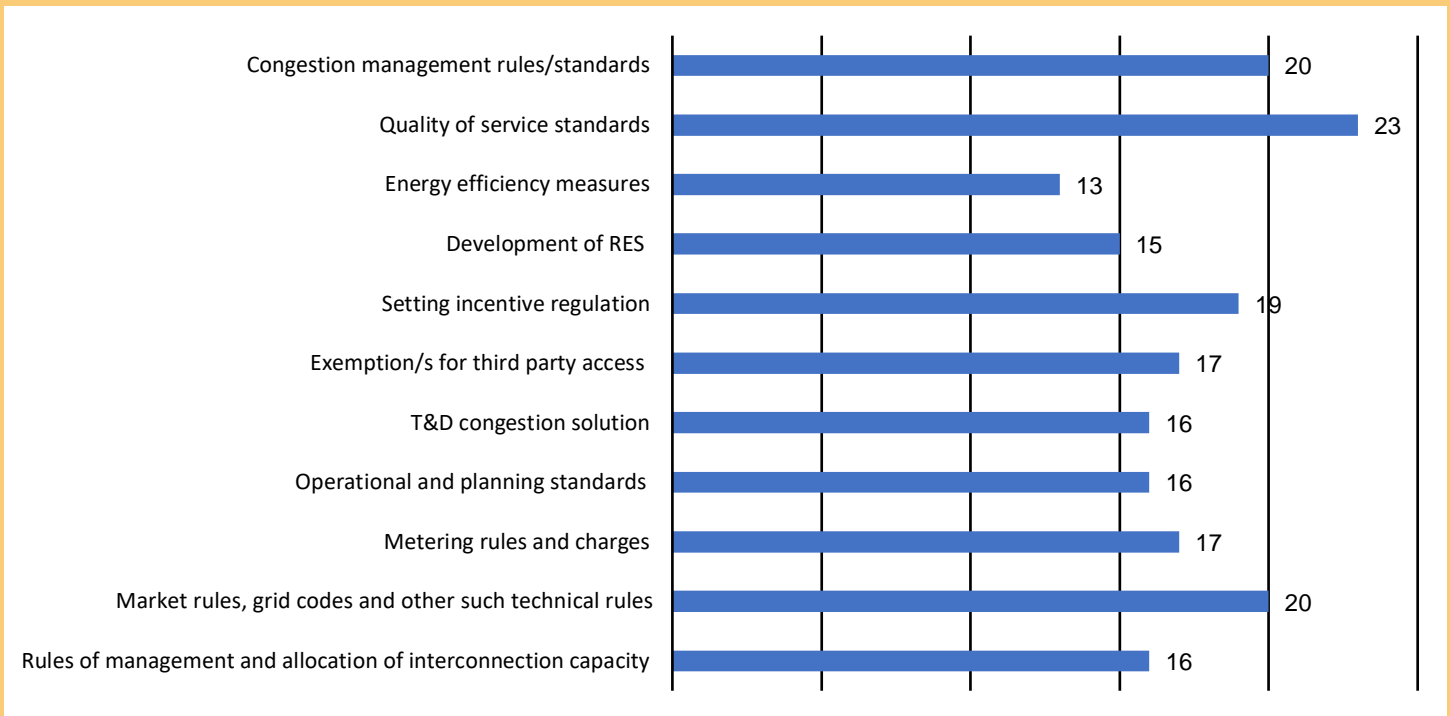 Congestion management rules/standards 20
Quality of service standards 23
Energy efficiency measures 13
Development of RES 15
Setting incentive regulation 19
Exemption/s for third party access 17
T&D congestion solution 16
Operational and planning standards 16
Metering rules and charges 17
Market rules, grid codes and other such technical rules 20
Rules of management and allocation of interconnection capacity 16